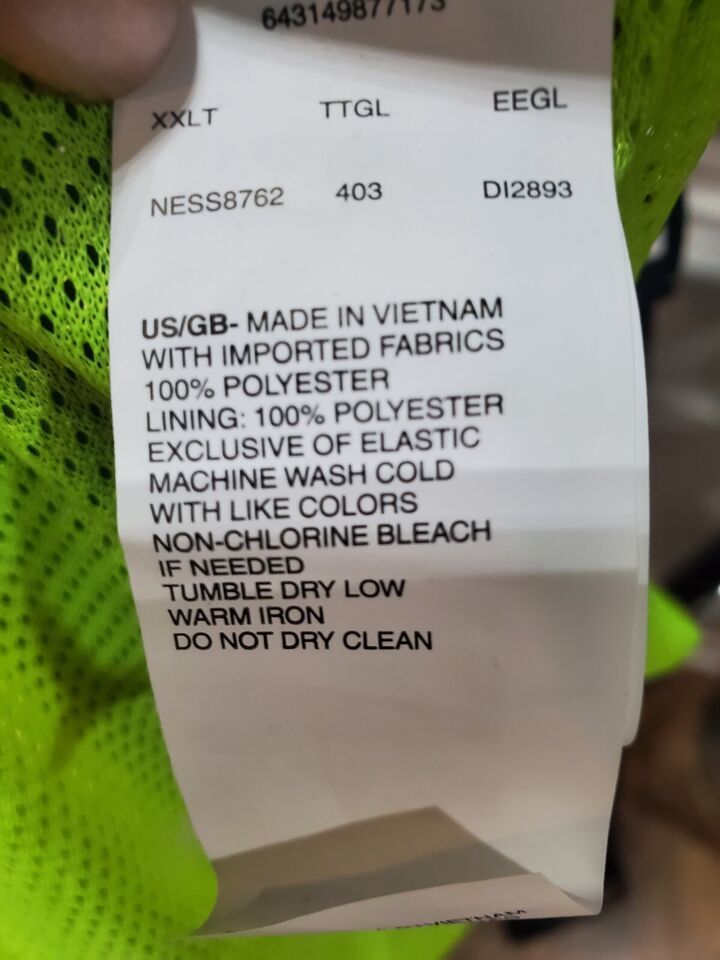 643149877173
XXLT TTGL EEGL
NESS8762 403 DI2893
US/GB- MADE IN VIETNAM
WITH IMPORTED FABRICS
100% POLYESTER
LINING: 100% POLYESTER
EXCLUSIVE OF ELASTIC
MACHINE WASH COLD
WITH LIKE COLORS
NON-CHLORINE BLEACH
IF NEEDED
TUMBLE DRY LOW
WARM IRON
DO NOT DRY CLEAN
VIETNAM